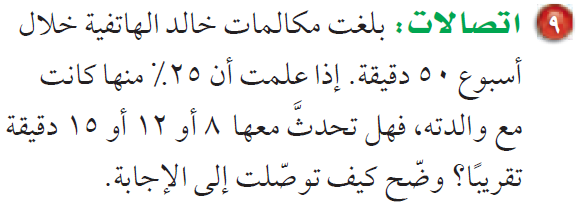 ٩ اتصالات: بلغت مكالمات خالد الهاتفية خلال
أسبوع ٥٠ دقيقة. إذا علمت أن ٢٥٪ منها كانت
مع والدته، فهل تحدثَّ معها ٨ أو ١٢ أو ١٥ دقيقة
تقريبًا؟ وضّح كيف توصّلت إلى الإجابة.